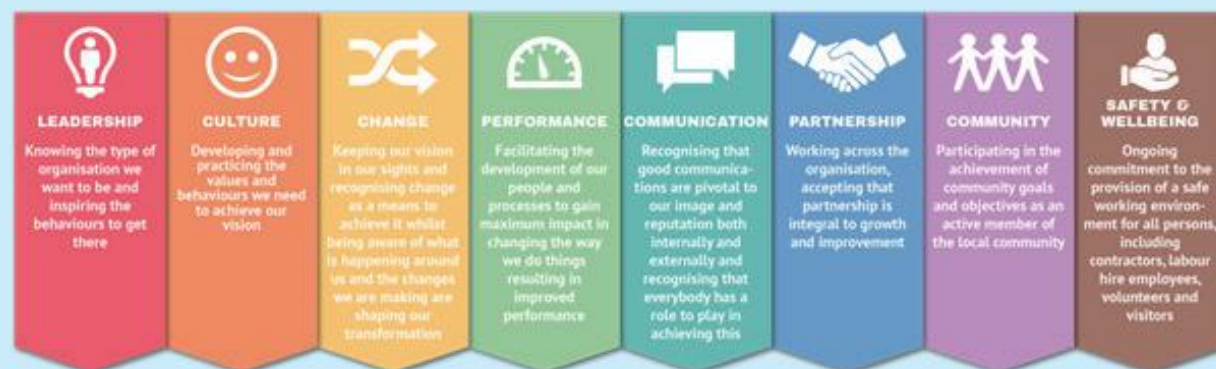 LEADERSHIP
Knowing the type of
organisation we
want to be and
inspiring the
behaviours to get
there
CULTURE
Developing and
practicing the
values and
behaviours we need
to achieve our
vision
CHANGE
Keeping our vision
in our sights and
recognising change
as a means to
achieve it whilst
being aware of what
is happening around
us and the changes
we are making are
shaping our
transformation
PERFORMANCE
Facilitating the
development of our
people and
processes to gain
maximum impact in
changing the way
we do things
resulting in
improved
performance
COMMUNICATION
Recognising that
good communica-
tions are pivotal to
our image and
reputation both
internally and
externally and
recognising that
everybody has a
role to play in
achieving this
PARTNERSHIP
Working across the
organisation,
accepting that
partnership is
integral to growth
and improvement
COMMUNITY
Participating in the
achievement of
community goals
and objectives as an
active member of
the local community
SAFETY &
WELLBEING
Ongoing
commitment to the
provision of a safe
working environ-
ment for all persons,
including
contractors, labour
hire employees,
volunteers and
visitors